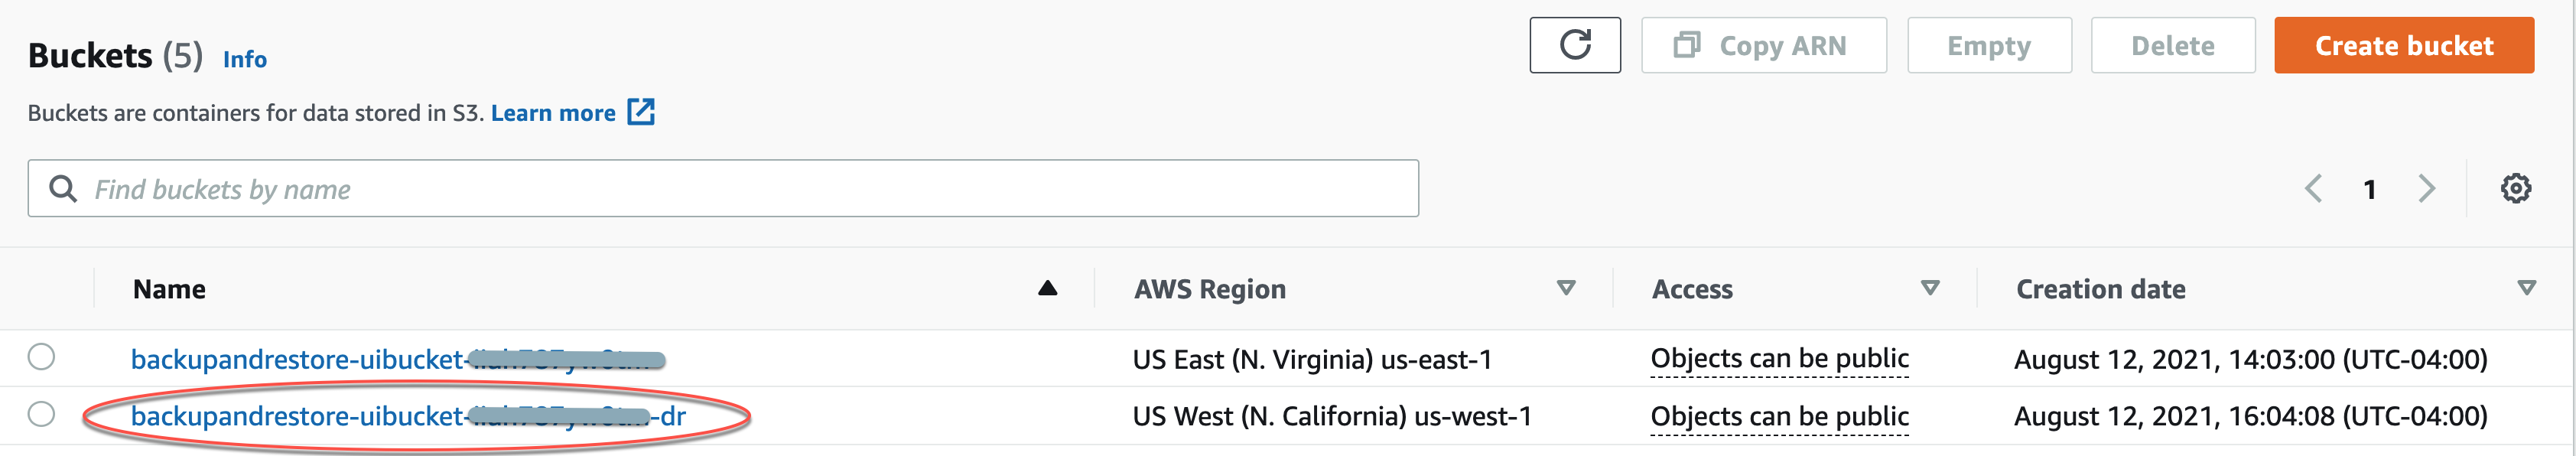 Buckets (5) Info
Copy ARN
Empty
Delete
Create bucket
Buckets are containers for data stored in S3. Learn more
Find buckets by name
1
Name AWS Region Access Creation date
backupandrestore-uibucket- US East (N. Virginia) us-east-1 Objects can be public August 12, 2021, 14:03:00 (UTC-04:00)
backupandrestore-uibucket- -dr US West (N. California) us-west-1 Objects can be public August 12, 2021, 16:04:08 (UTC-04:00)